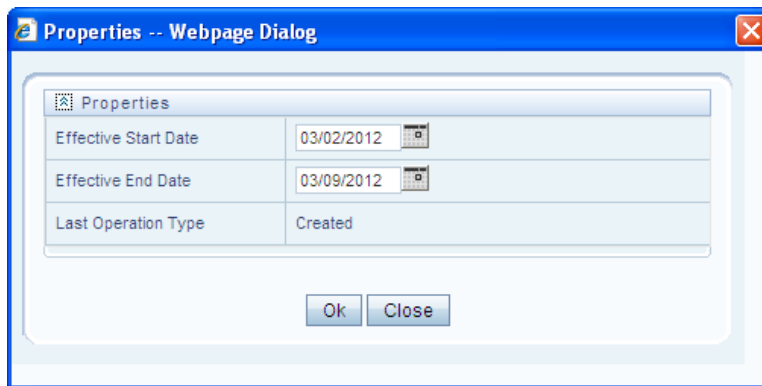 Properties -- Webpage Dialog
Properties
Effective Start Date 03/02/2012
Effective End Date 03/09/2012
Last Operation Type Created
Ok Close